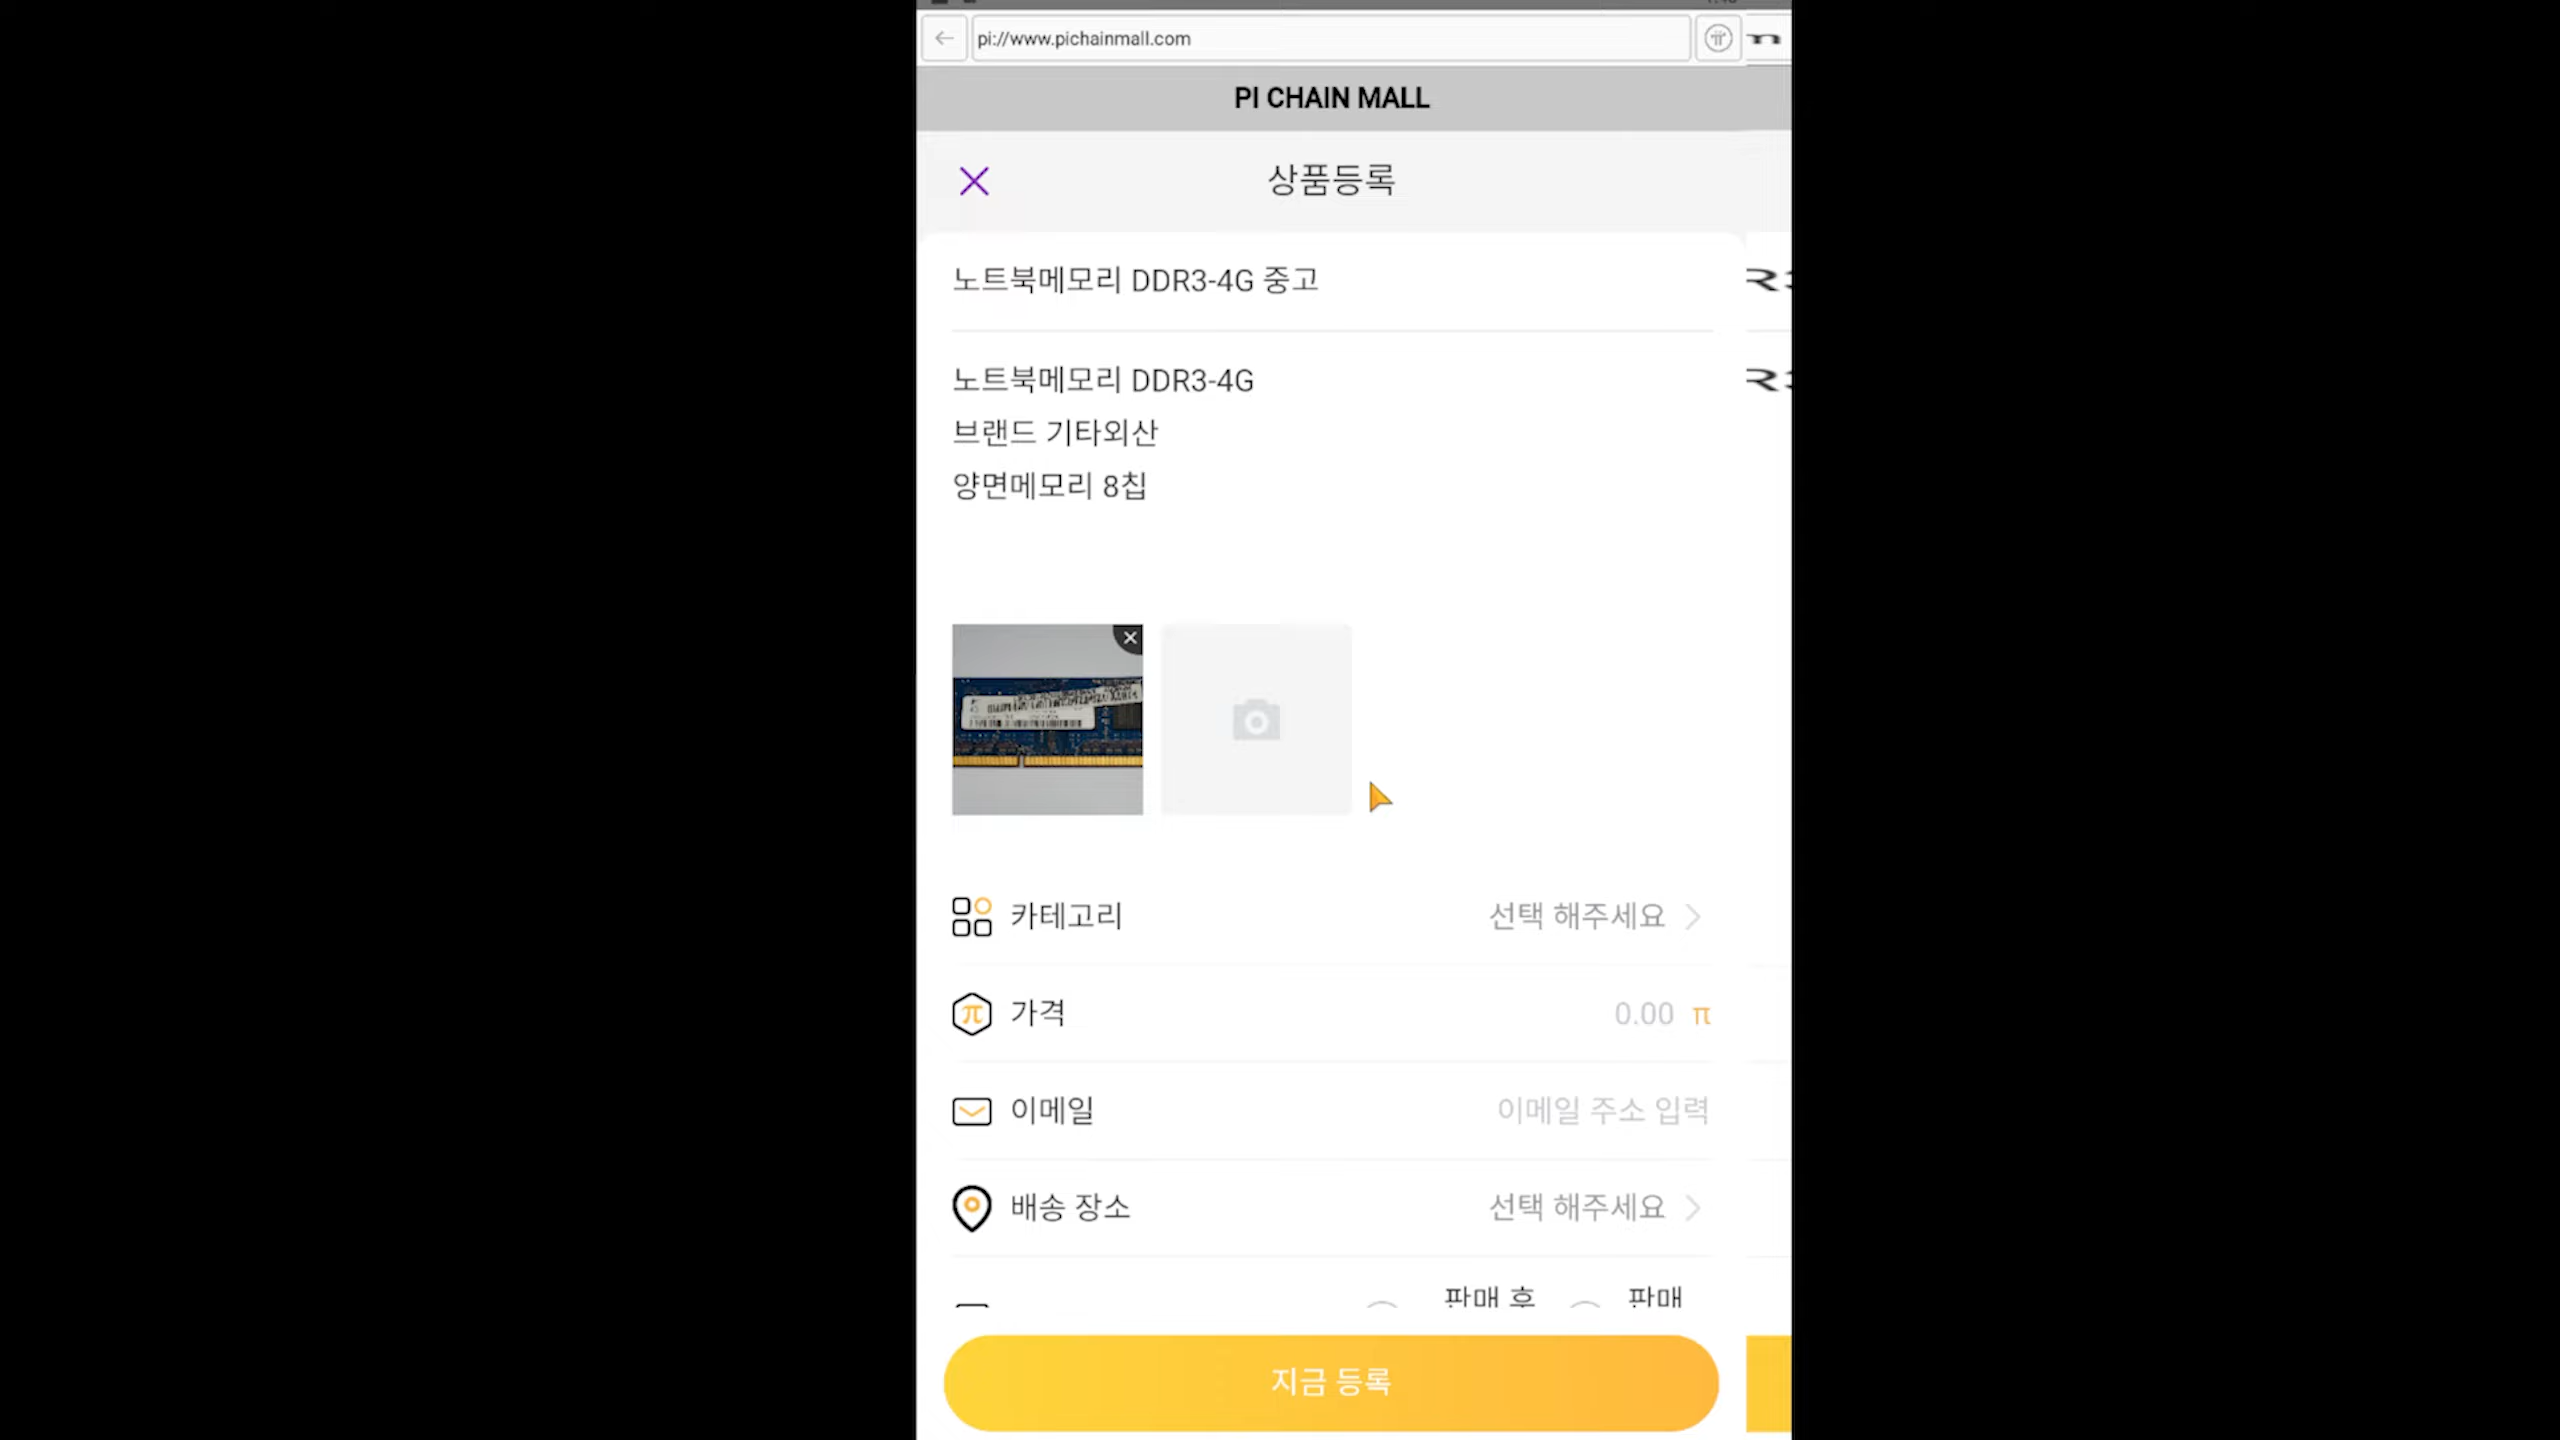 pi://www.pichainmall.com
PI CHAIN MALL
상품등록
노트북메모리 DDR3-4G 중고
노트북메모리 DDR3-4G
브랜드 기타외산
양면메모리 8칩
카테고리 선택 해주세요
가격 0.00 π
이메일 이메일 주소 입력
배송 장소 선택 해주세요
판매 후 판매
지금 등록